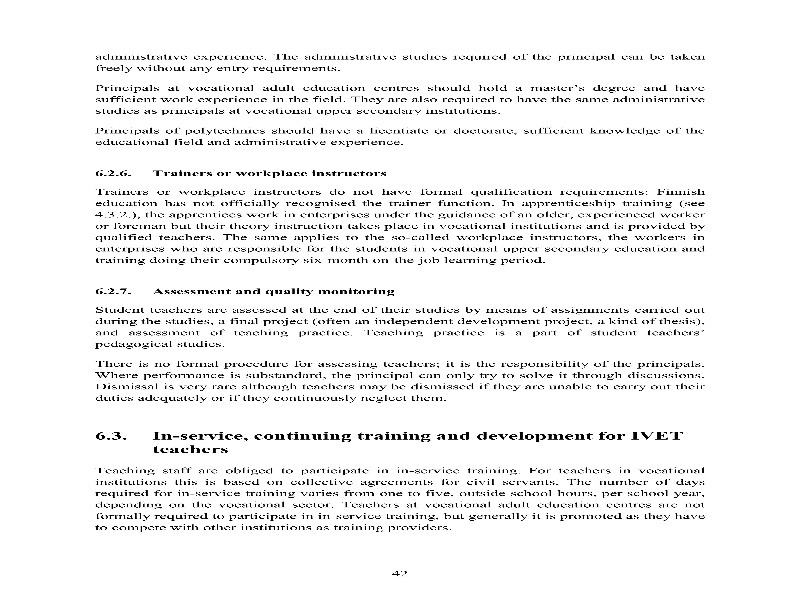 administrative experience. The administrative studies required of the principal can be taken
freely without any entry requirements.
Principals at vocational adult education centres should hold a master's degree and have
sufficient work experience in the field. They are also required to have the same administrative
studies as principals at vocational upper secondary institutions.
Principals of polytechnics should have a licentiate or doctorate, sufficient knowledge of the
educational field and administrative experience.
6.2.6. Trainers or workplace instructors
Trainers or workplace instructors do not have formal qualification requirements: Finnish
education has not officially recognised the trainer function. In apprenticeship training (see
4.3.2.), the apprentices work in enterprises under the guidance of an older, experienced worker
or foreman but their theory instruction takes place in vocational institutions and is provided by
qualified teachers. The same applies to the so-called workplace instructors, the workers in
enterprises who are responsible for the students in vocational upper secondary education and
training doing their compulsory six month on the job learning period.
6.2.7. Assessment and quality monitoring
Student teachers are assessed at the end of their studies by means of assignments carried out
during the studies, a final project (often an independent development project, a kind of thesis),
and assessment of teaching practice. Teaching practice is a part of student teachers'
pedagogical studies.
There is no formal procedure for assessing teachers; it is the responsibility of the principals.
Where performance is substandard, the principal can only try to solve it through discussions.
Dismissal is very rare although teachers may be dismissed if they are unable to carry out their
duties adequately or if they continuously neglect them.
6.3. In-service, continuing training and development for IVET
teachers
Teaching staff are obliged to participate in in-service training. For teachers in vocational
institutions this is based on collective agreements for civil servants. The number of days
required for in-service training varies from one to five, outside school hours, per school year,
depending on the vocational sector. Teachers at vocational adult education centres are not
formally required to participate in in service training, but generally it is promoted as they have
to compete with other institutions as training providers.
42